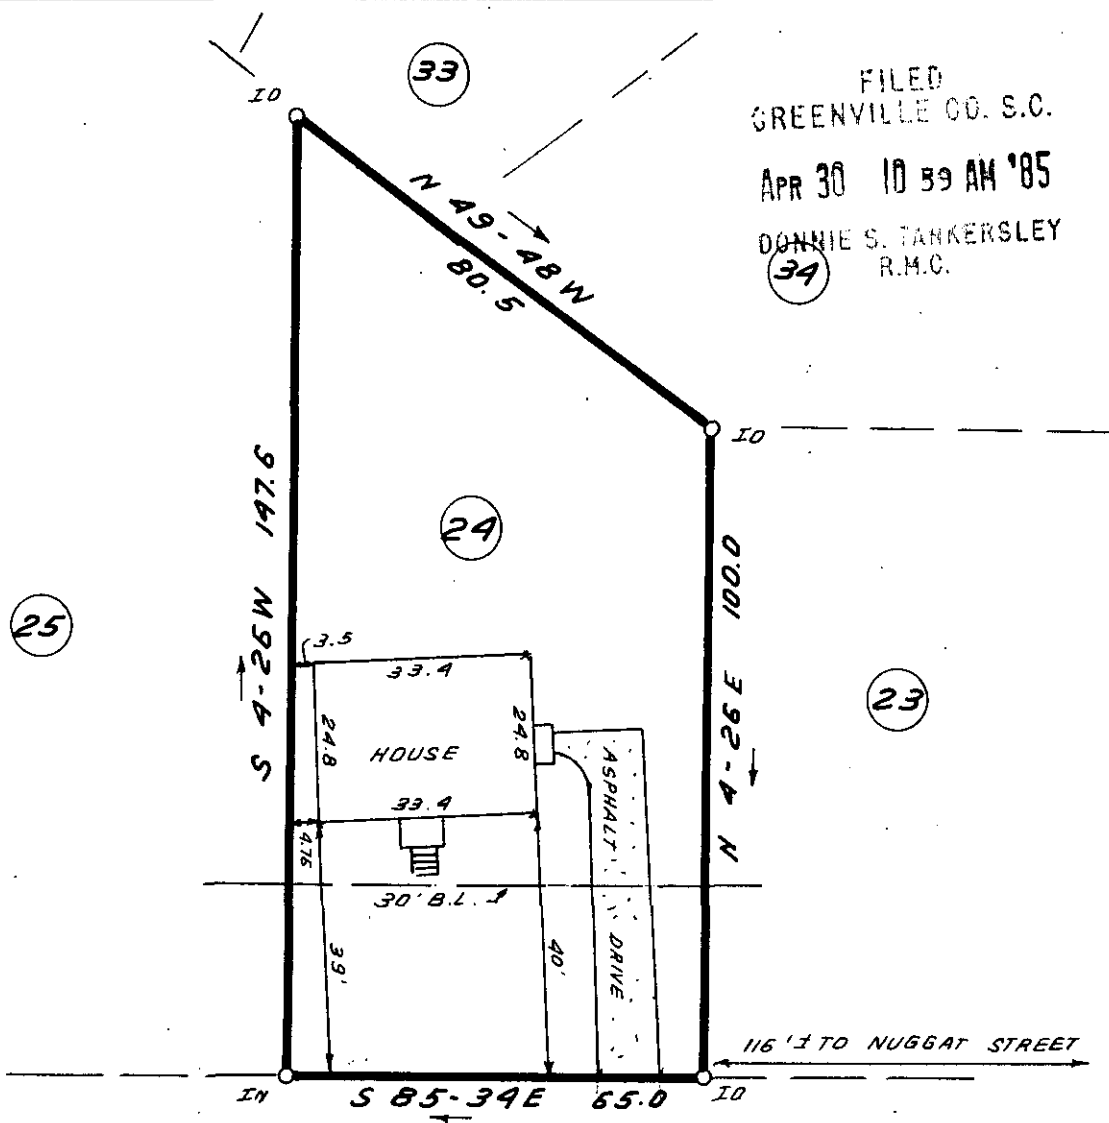 33
FILED
GREENVILLE CO. S.C.
APR 30 10 59 AM '85
DONNIE S. TANKERSLEY
R.M.C.
34
IO
N 49-48 W
80.5
IO
S 4-26 W 147.6
24
N 4-26 E 100.0
25
23
3.5
33.4
24.8
HOUSE
24.8
33.4
4.76
ASPHALT DRIVE
30' B.L.
39'
40'
116'± TO NUGGAT STREET
IN
S 85-34 E 65.0
IO